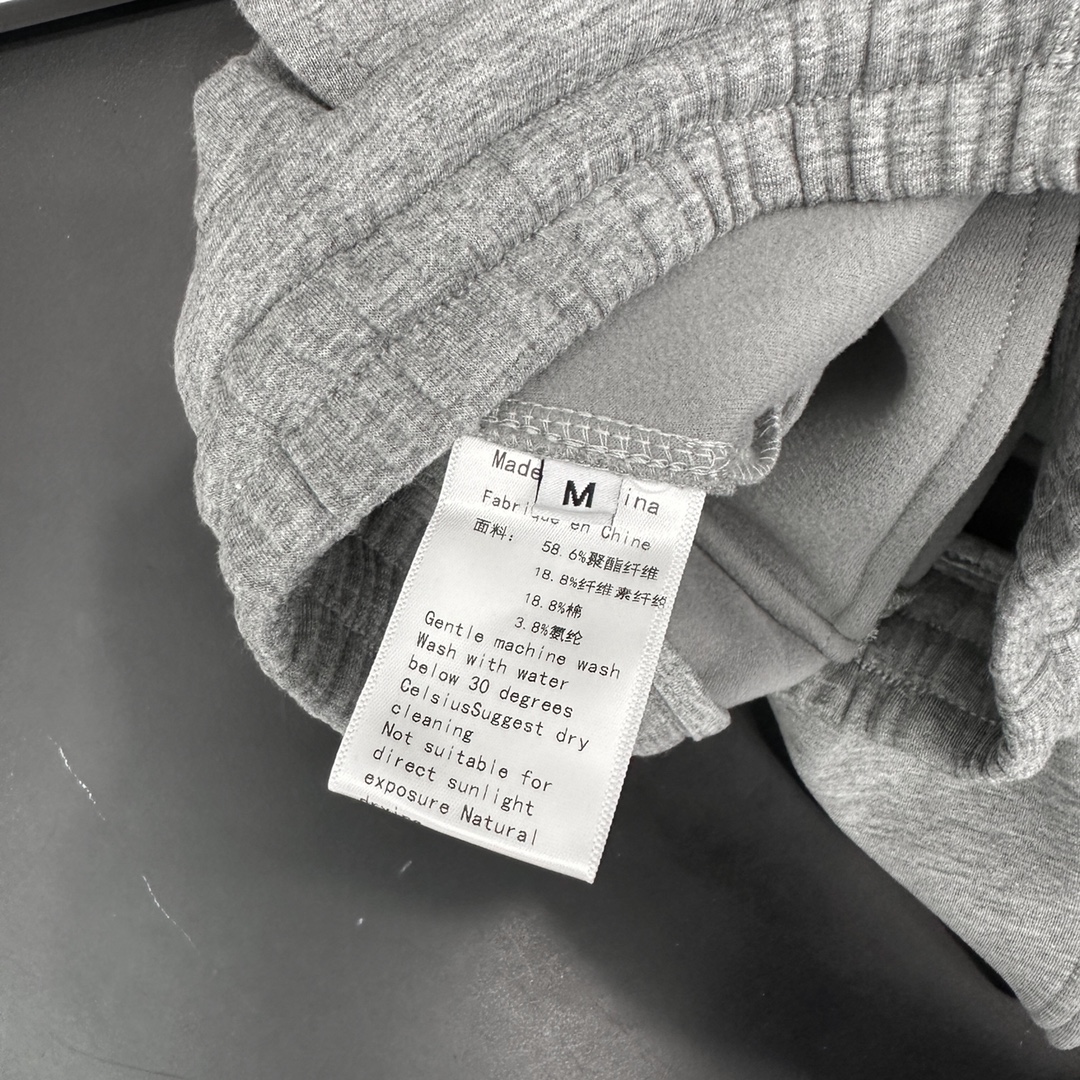 Made ina
M
Fabrique en Chine
面料: 58.6%聚酯纤维
18.8%纤维素纤维
18.8%棉
3.8%氨纶
Gentle machine wash
Wash with water
below 30 degrees
CelsiusSuggest dry
cleaning
Not suitable for
direct sunlight
exposure Natural